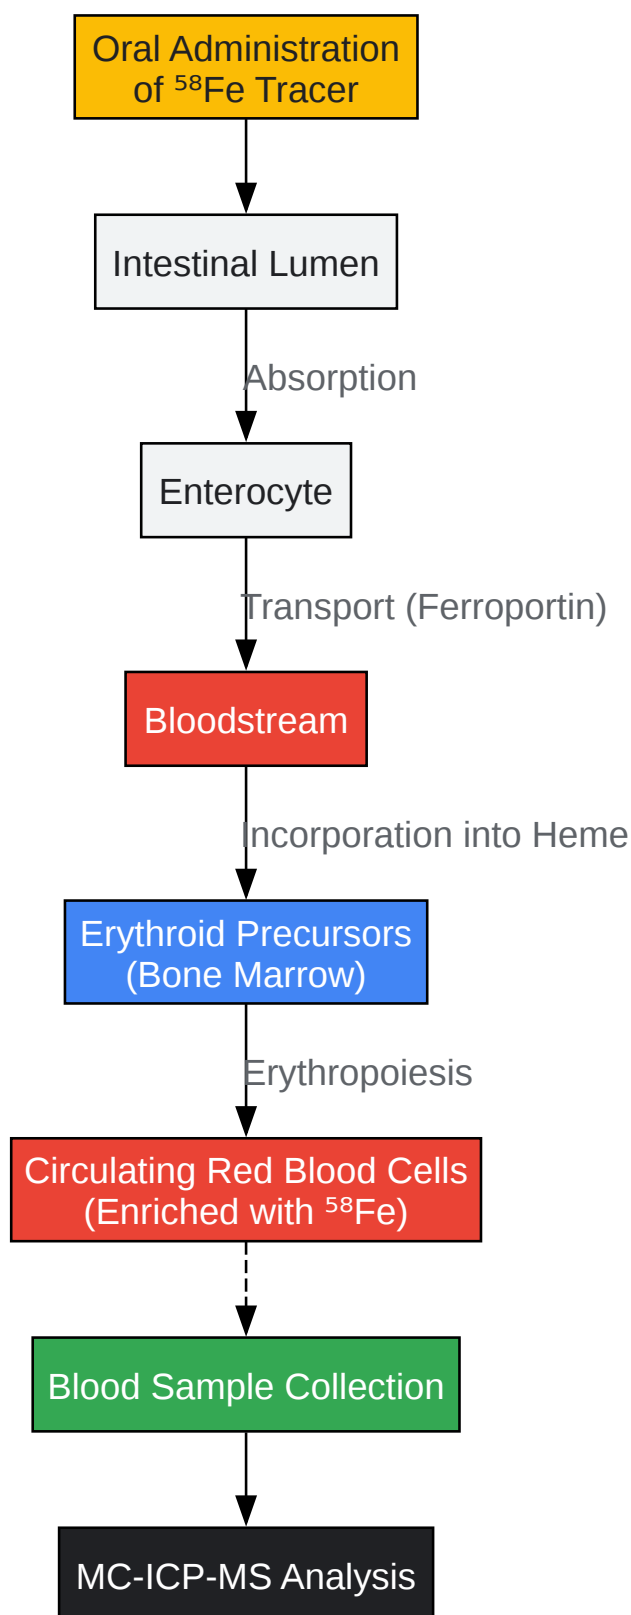 Oral Administration
of ⁵⁸Fe Tracer
Intestinal Lumen
Absorption
Enterocyte
Transport (Ferroportin)
Bloodstream
Incorporation into Heme
Erythroid Precursors
(Bone Marrow)
Erythropoiesis
Circulating Red Blood Cells
(Enriched with ⁵⁸Fe)
Blood Sample Collection
MC-ICP-MS Analysis